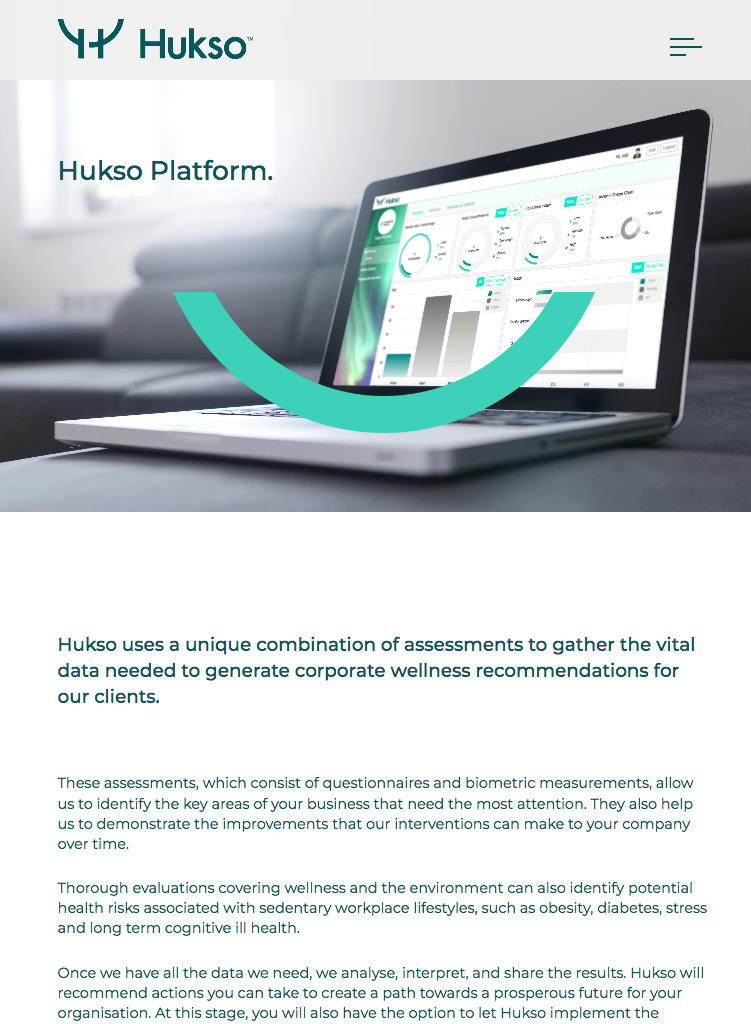 Hukso™
Hukso Platform.
Hukso
Hukso uses a unique combination of assessments to gather the vital
data needed to generate corporate wellness recommendations for
our clients.
These assessments, which consist of questionnaires and biometric measurements, allow
us to identify the key areas of your business that need the most attention. They also help
us to demonstrate the improvements that our interventions can make to your company
over time.
Thorough evaluations covering wellness and the environment can also identify potential
health risks associated with sedentary workplace lifestyles, such as obesity, diabetes, stress
and long term cognitive ill health.
Once we have all the data we need, we analyse, interpret, and share the results. Hukso will
recommend actions you can take to create a path towards a prosperous future for your
organisation. At this stage, you will also have the option to let Hukso implement the